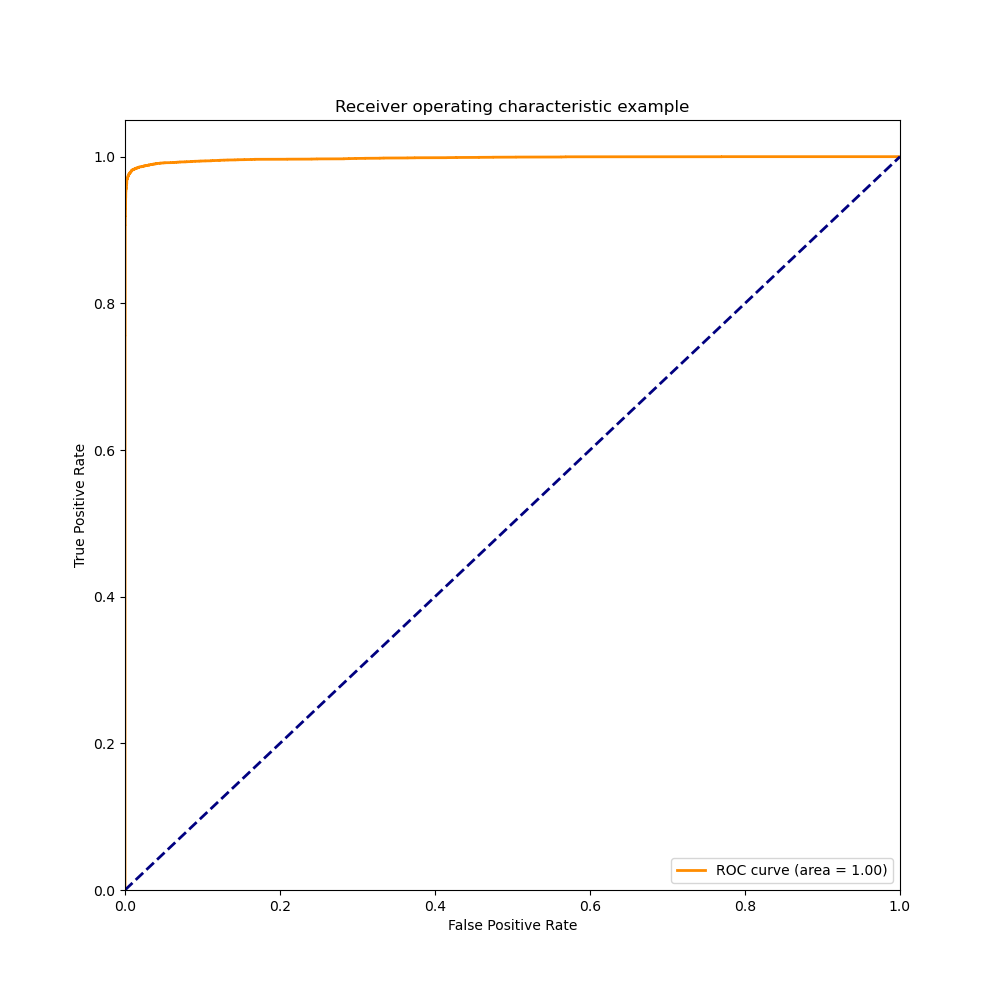 Receiver operating characteristic example
1.0
0.8
0.6
0.4
0.2
0.0
True Positive Rate
ROC curve (area = 1.00)
0.0 0.2 0.4 0.6 0.8 1.0
False Positive Rate